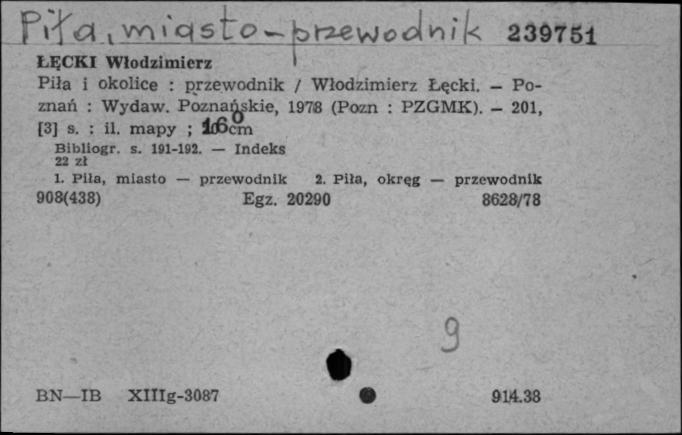 Piła, miasto - przewodnik 239751
ŁĘCKI Włodzimierz
Piła i okolice : przewodnik / Włodzimierz Łęcki. — Po-
znań : Wydaw. Poznańskie, 1978 (Pozn : PZGMK). — 201,
[3] s. : il. mapy ; 16 cm
Bibliogr. s. 191-192. — Indeks
22 zł
1. Piła, miasto — przewodnik 2. Piła, okręg — przewodnik
908(438) Egz. 20290 8628/78
9
BN—IB XIIIg-3087 914.38